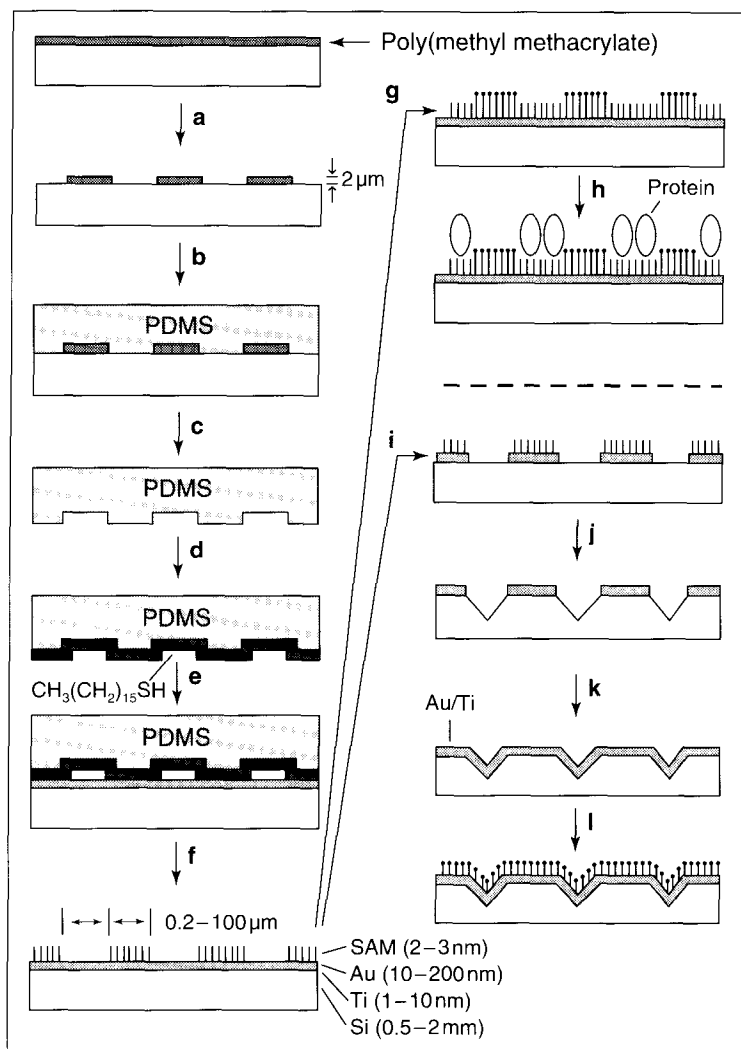 Poly(methyl methacrylate)
a
2 µm
b
PDMS
c
PDMS
d
PDMS
CH₃(CH₂)₁₅SH
e
PDMS
f
0.2–100 µm
SAM (2–3 nm)
Au (10–200 nm)
Ti (1–10 nm)
Si (0.5–2 mm)
g
h
Protein
i
j
k
Au/Ti
l